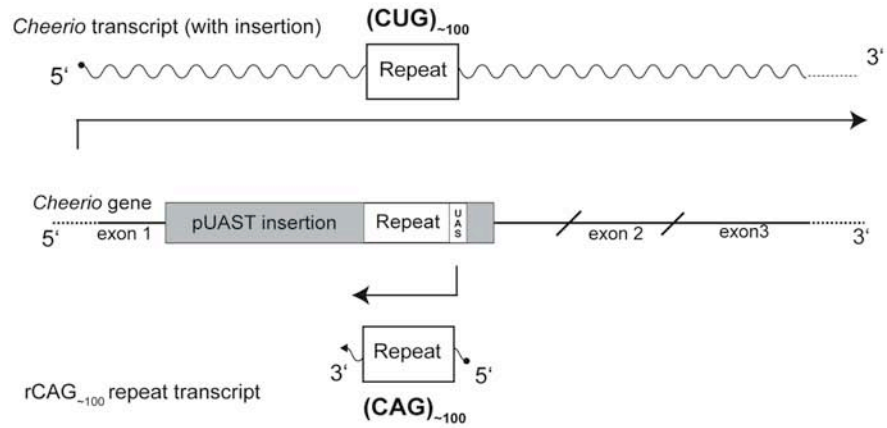 Cheerio transcript (with insertion)
(CUG)~100
5‘
Repeat
3‘
Cheerio gene
5‘
exon 1
pUAST insertion
Repeat
UAS
exon 2
exon3
3‘
3‘
Repeat
5‘
rCAG~100 repeat transcript
(CAG)~100